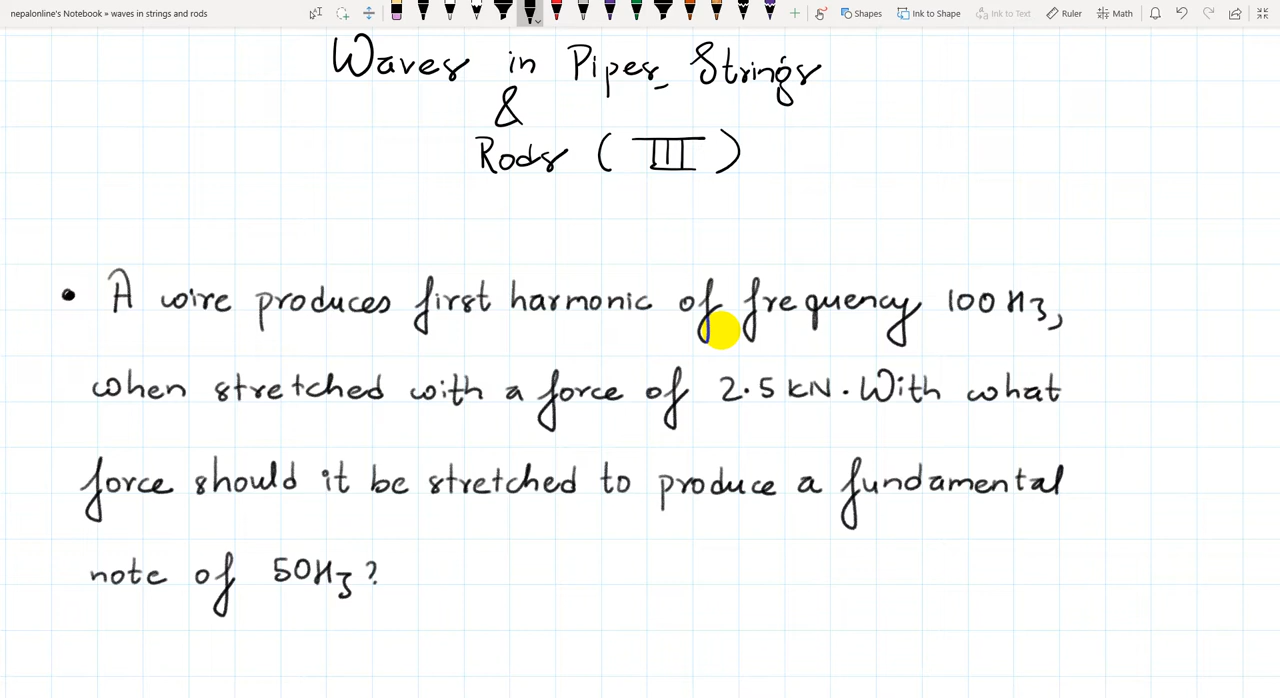 nepalonline's Notebook » waves in strings and rods
Shapes Ink to Shape Ink to Text Ruler Math
Waves in Pipes, Strings
&
Rods (III)
• A wire produces first harmonic of frequency 100 Hz,
when stretched with a force of 2.5 kN. With what
force should it be stretched to produce a fundamental
note of 50Hz?